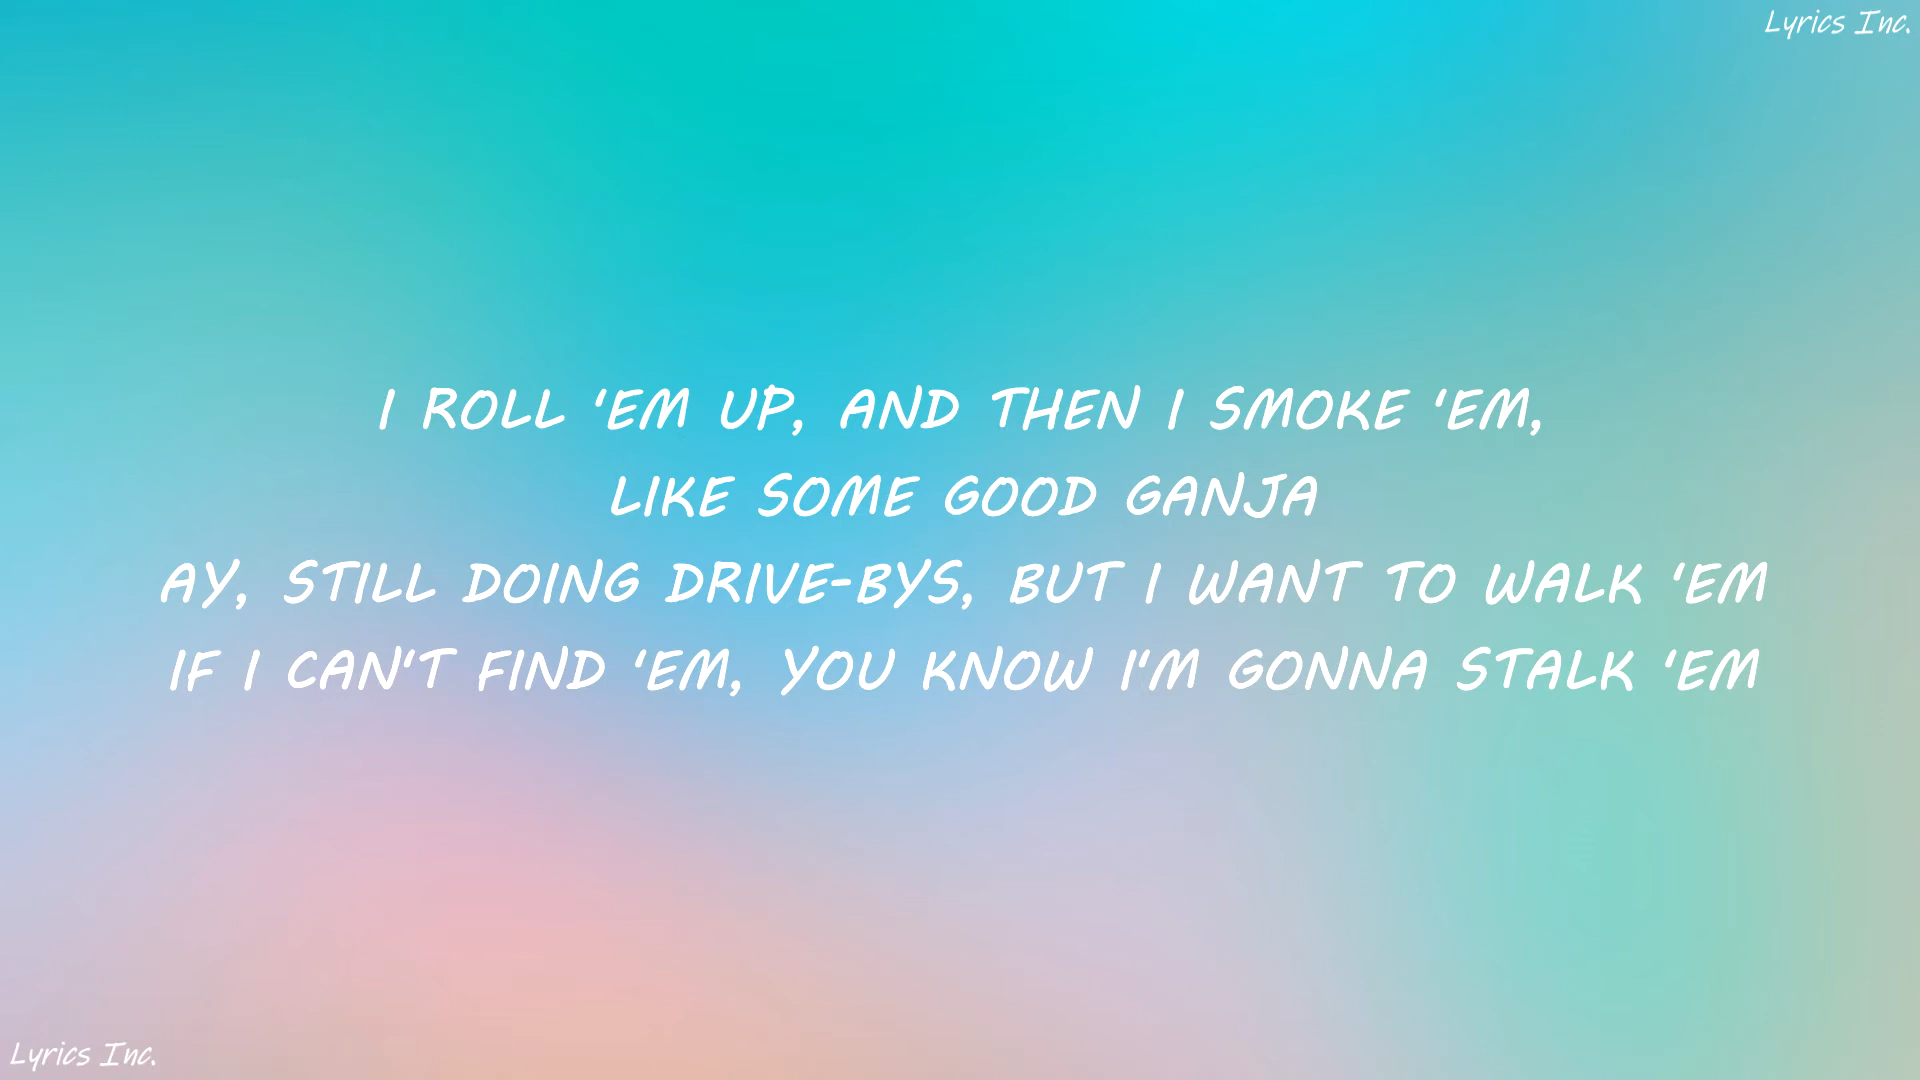 Lyrics Inc.
I ROLL 'EM UP, AND THEN I SMOKE 'EM,
LIKE SOME GOOD GANJA
AY, STILL DOING DRIVE-BYS, BUT I WANT TO WALK 'EM
IF I CAN'T FIND 'EM, YOU KNOW I'M GONNA STALK 'EM
Lyrics Inc.